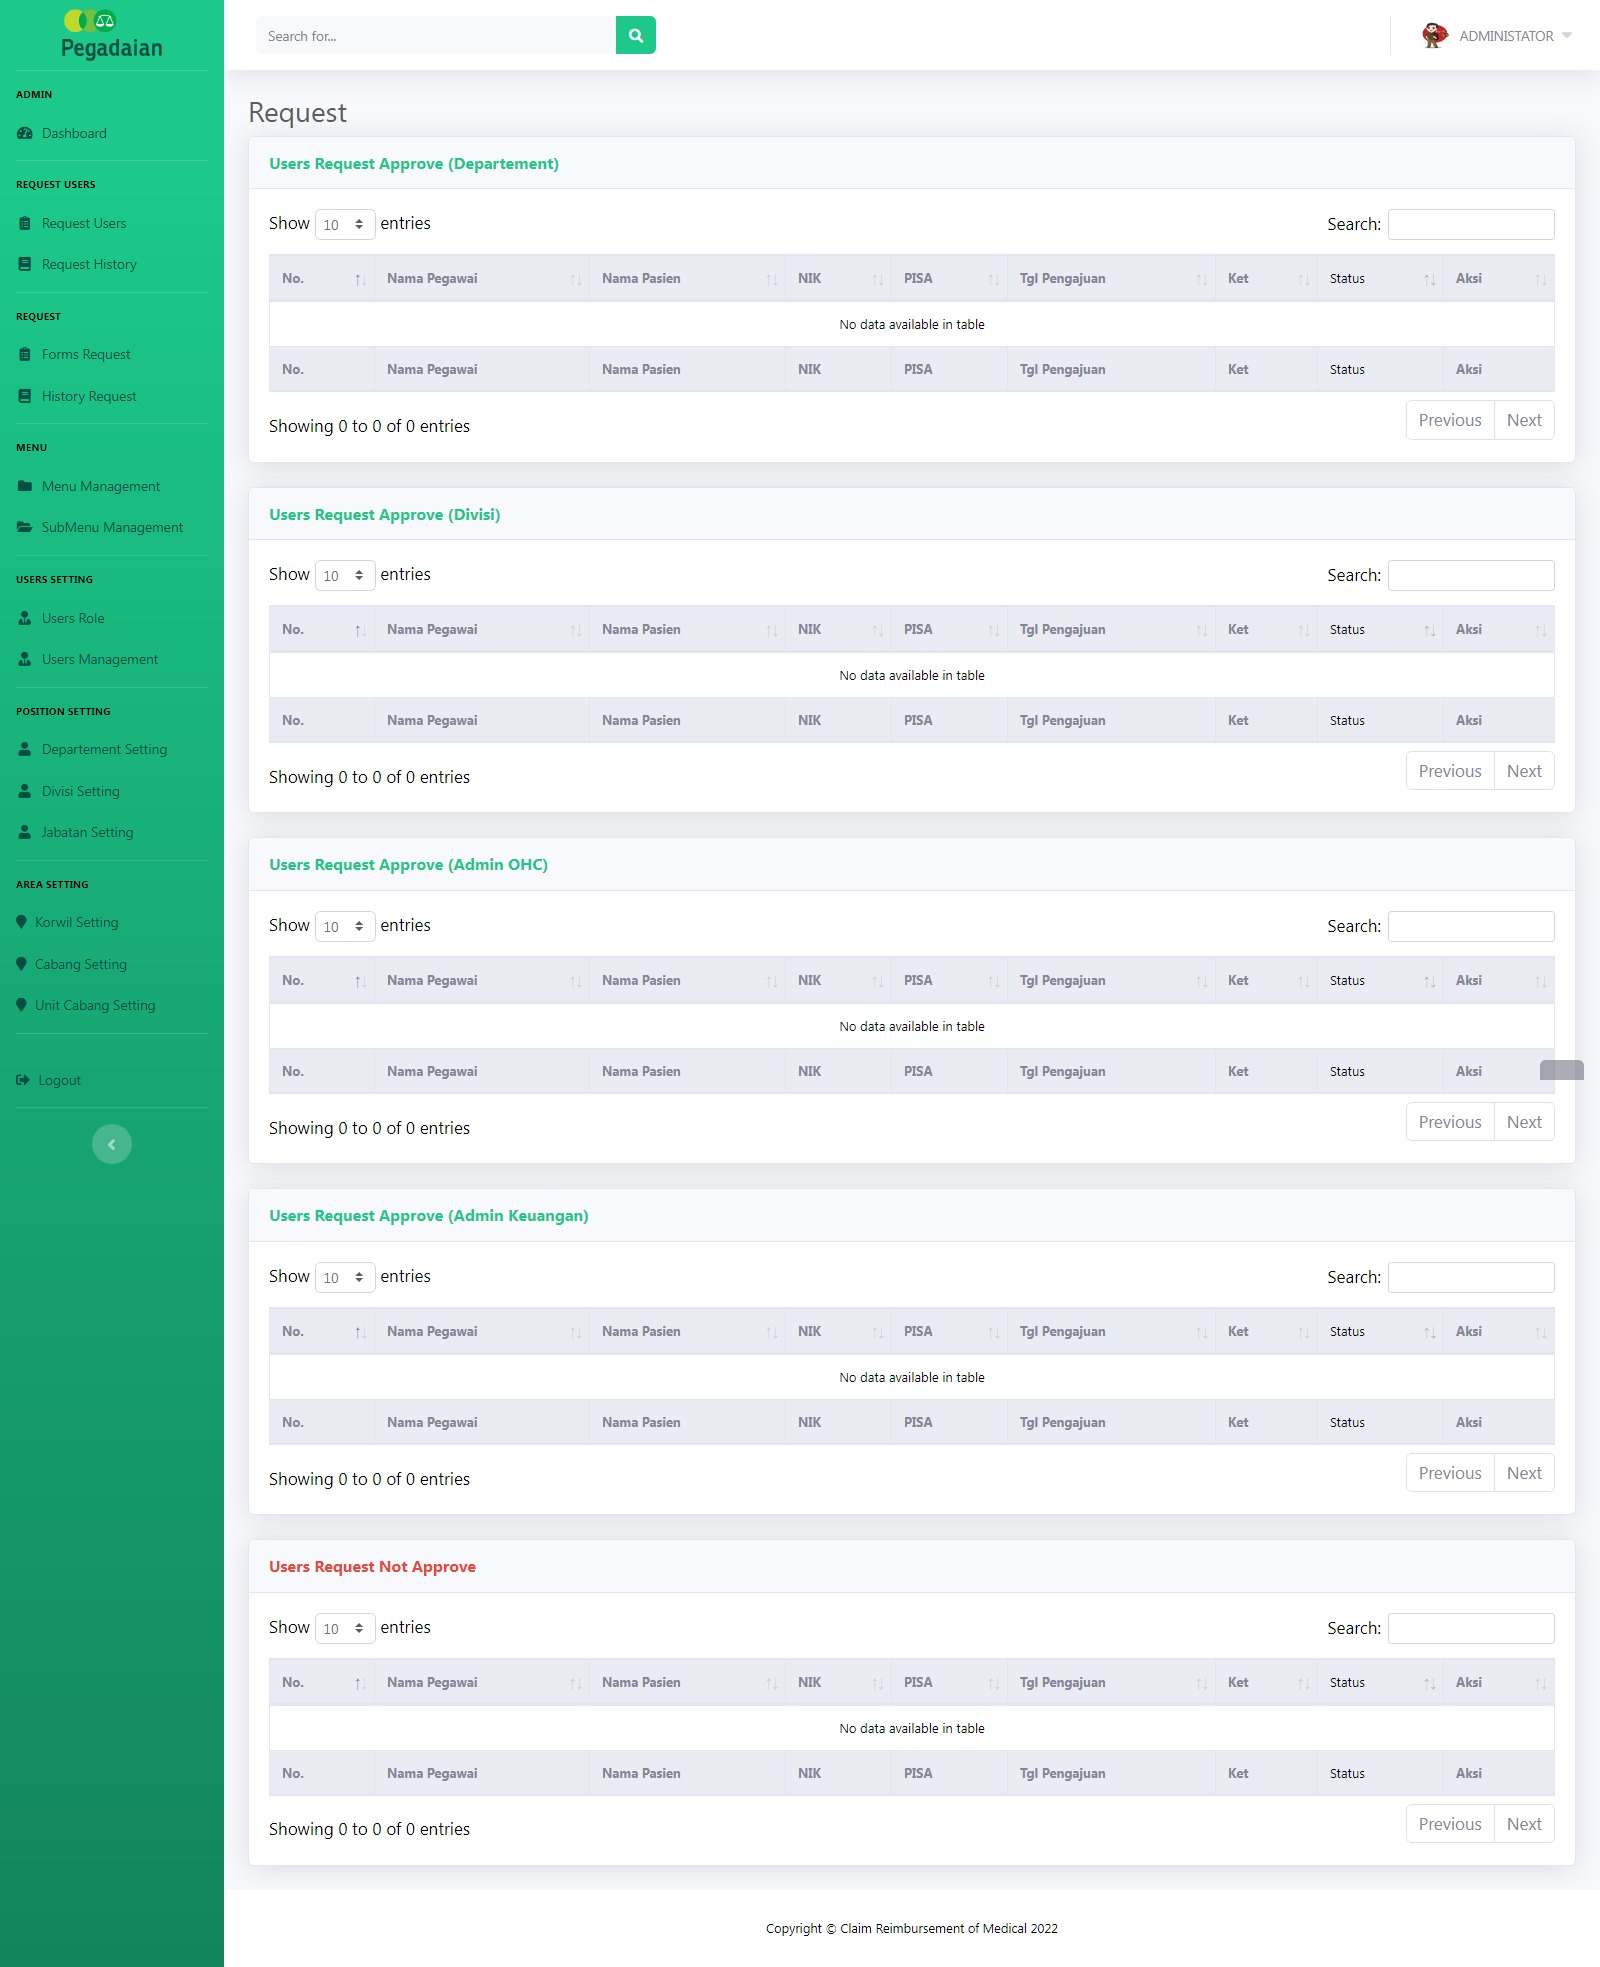 Pegadaian
ADMIN
Dashboard
REQUEST USERS
Request Users
Request History
REQUEST
Forms Request
History Request
MENU
Menu Management
SubMenu Management
USERS SETTING
Users Role
Users Management
POSITION SETTING
Departement Setting
Divisi Setting
Jabatan Setting
AREA SETTING
Korwil Setting
Cabang Setting
Unit Cabang Setting
Logout
Search for...
ADMINISTATOR
Request
Users Request Approve (Departement)
Show 10 entries Search:
No. Nama Pegawai Nama Pasien NIK PISA Tgl Pengajuan Ket Status Aksi
No data available in table
No. Nama Pegawai Nama Pasien NIK PISA Tgl Pengajuan Ket Status Aksi
Showing 0 to 0 of 0 entries Previous Next
Users Request Approve (Divisi)
Show 10 entries Search:
No. Nama Pegawai Nama Pasien NIK PISA Tgl Pengajuan Ket Status Aksi
No data available in table
No. Nama Pegawai Nama Pasien NIK PISA Tgl Pengajuan Ket Status Aksi
Showing 0 to 0 of 0 entries Previous Next
Users Request Approve (Admin OHC)
Show 10 entries Search:
No. Nama Pegawai Nama Pasien NIK PISA Tgl Pengajuan Ket Status Aksi
No data available in table
No. Nama Pegawai Nama Pasien NIK PISA Tgl Pengajuan Ket Status Aksi
Showing 0 to 0 of 0 entries Previous Next
Users Request Approve (Admin Keuangan)
Show 10 entries Search:
No. Nama Pegawai Nama Pasien NIK PISA Tgl Pengajuan Ket Status Aksi
No data available in table
No. Nama Pegawai Nama Pasien NIK PISA Tgl Pengajuan Ket Status Aksi
Showing 0 to 0 of 0 entries Previous Next
Users Request Not Approve
Show 10 entries Search:
No. Nama Pegawai Nama Pasien NIK PISA Tgl Pengajuan Ket Status Aksi
No data available in table
No. Nama Pegawai Nama Pasien NIK PISA Tgl Pengajuan Ket Status Aksi
Showing 0 to 0 of 0 entries Previous Next
Copyright © Claim Reimbursement of Medical 2022